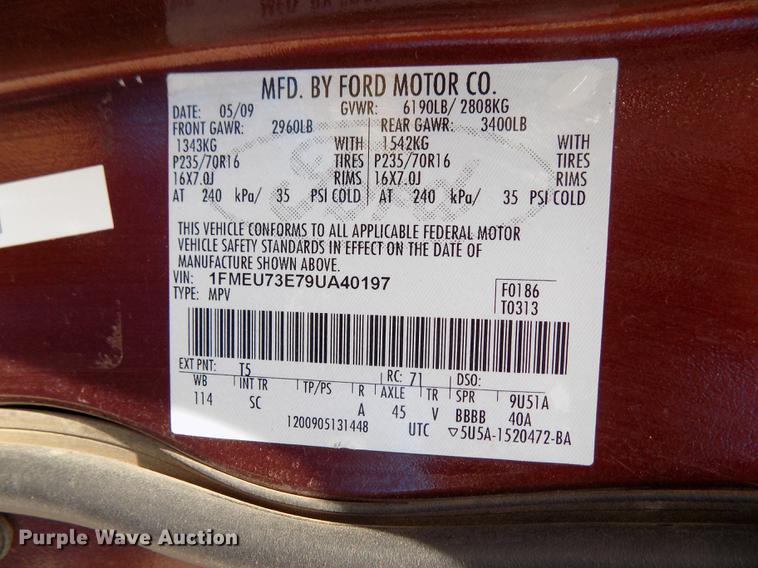 MFD. BY FORD MOTOR CO.
DATE: 05/09 GVWR: 6190LB/ 2808KG
FRONT GAWR: 2960LB REAR GAWR: 3400LB
1343KG WITH 1542KG WITH
P235/70R16 TIRES P235/70R16 TIRES
16X7.0J RIMS 16X7.0J RIMS
AT 240 kPa/ 35 PSI COLD AT 240 kPa/ 35 PSI COLD
THIS VEHICLE CONFORMS TO ALL APPLICABLE FEDERAL MOTOR
VEHICLE SAFETY STANDARDS IN EFFECT ON THE DATE OF
MANUFACTURE SHOWN ABOVE.
VIN: 1FMEU73E79UA40197 F0186
TYPE: MPV T0313
EXT PNT: T5 RC: 71 DSO:
WB INT TR TP/PS R AXLE TR SPR 9U51A
114 SC A 45 V BBBB 40A
1200905131448 UTC ▽5U5A-1520472-BA
Purple Wave Auction